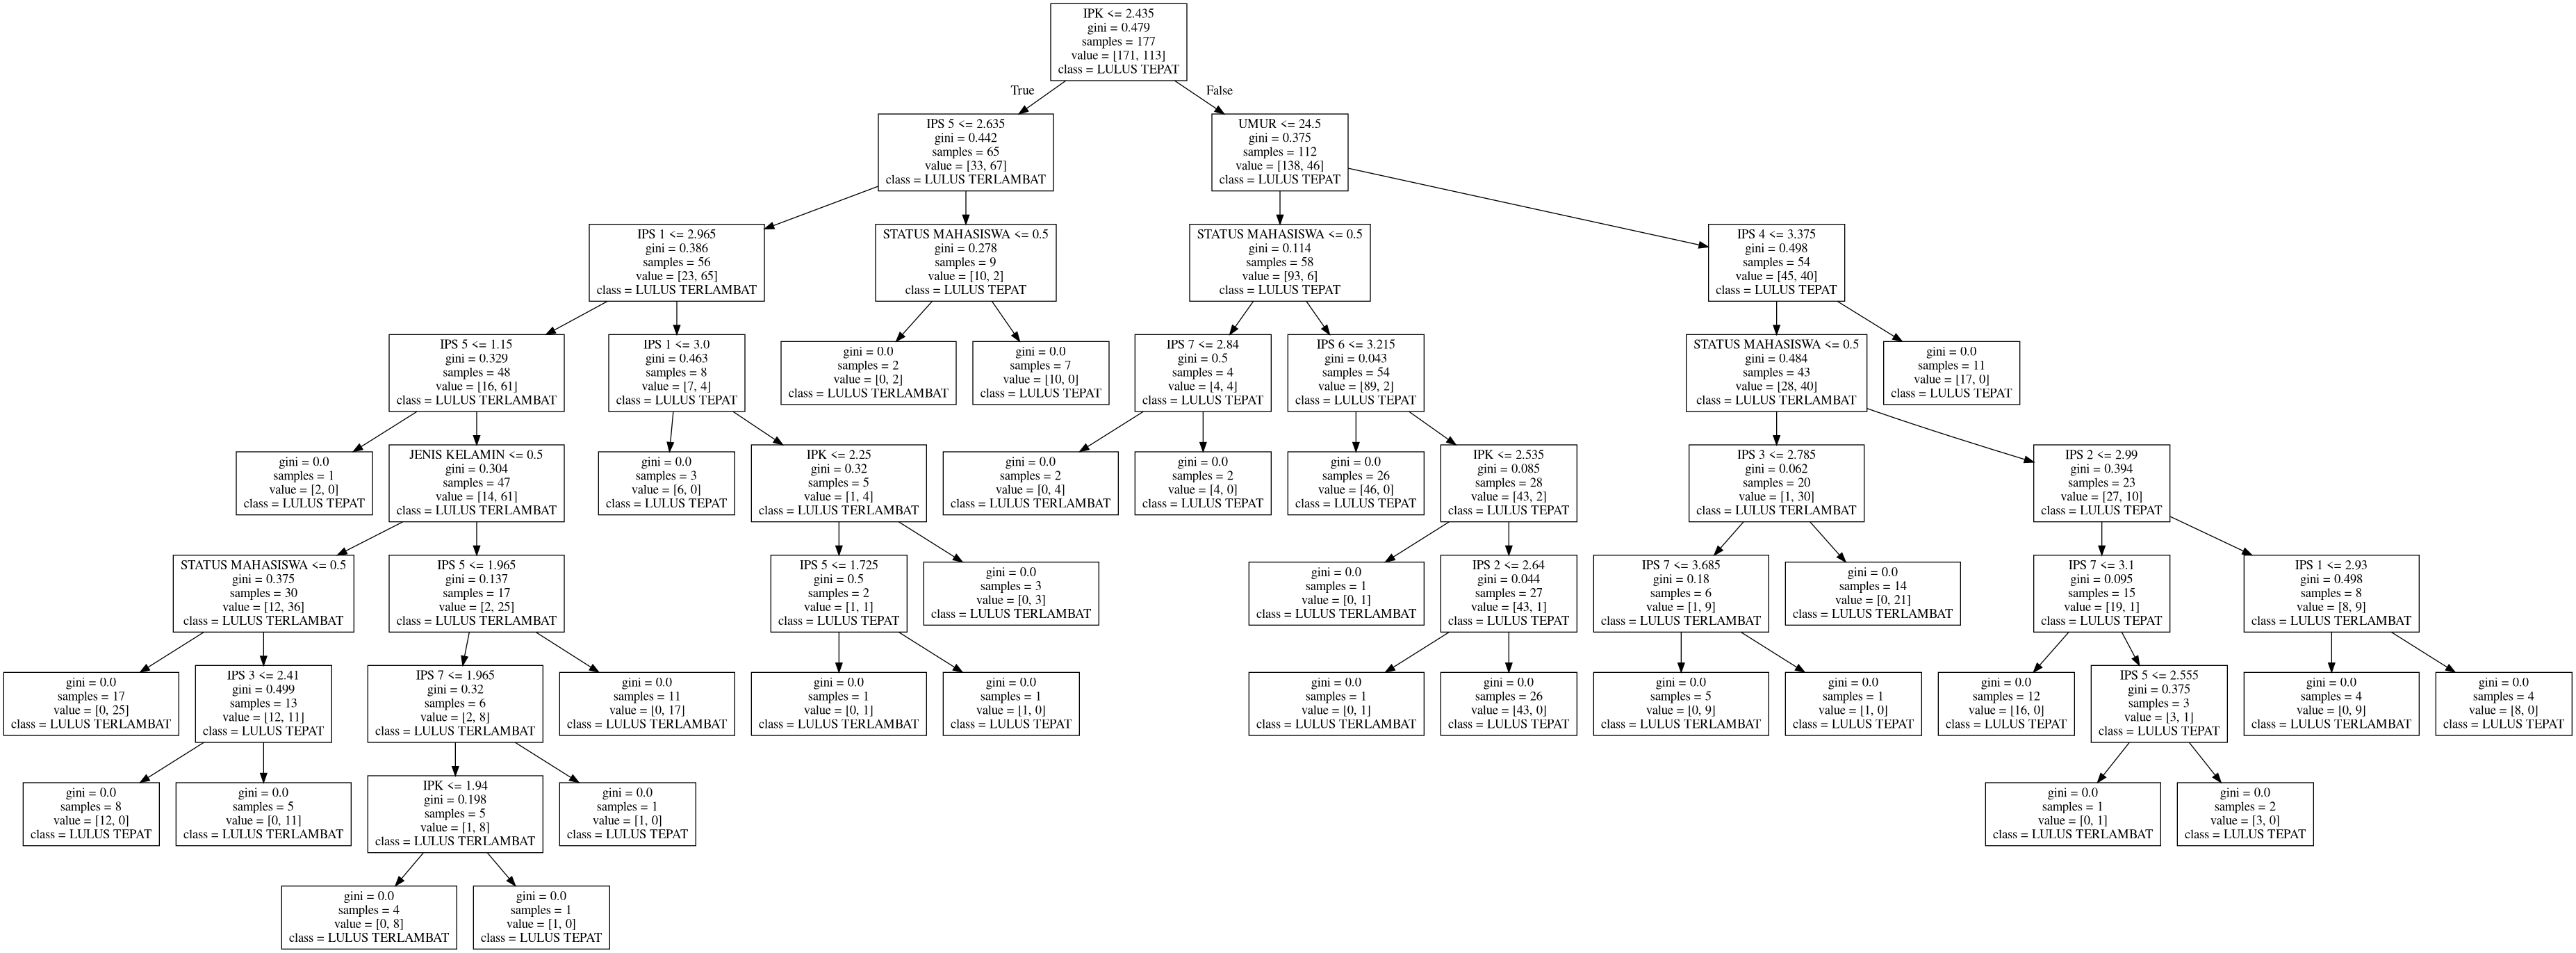 IPK <= 2.435
gini = 0.479
samples = 177
value = [171, 113]
class = LULUS TEPAT
True
False
IPS 5 <= 2.635
gini = 0.442
samples = 65
value = [33, 67]
class = LULUS TERLAMBAT
UMUR <= 24.5
gini = 0.375
samples = 112
value = [138, 46]
class = LULUS TEPAT
IPS 1 <= 2.965
gini = 0.386
samples = 56
value = [23, 65]
class = LULUS TERLAMBAT
STATUS MAHASISWA <= 0.5
gini = 0.278
samples = 9
value = [10, 2]
class = LULUS TEPAT
STATUS MAHASISWA <= 0.5
gini = 0.114
samples = 58
value = [93, 6]
class = LULUS TEPAT
IPS 4 <= 3.375
gini = 0.498
samples = 54
value = [45, 40]
class = LULUS TEPAT
IPS 5 <= 1.15
gini = 0.329
samples = 48
value = [16, 61]
class = LULUS TERLAMBAT
IPS 1 <= 3.0
gini = 0.463
samples = 8
value = [7, 4]
class = LULUS TEPAT
gini = 0.0
samples = 2
value = [0, 2]
class = LULUS TERLAMBAT
gini = 0.0
samples = 7
value = [10, 0]
class = LULUS TEPAT
IPS 7 <= 2.84
gini = 0.5
samples = 4
value = [4, 4]
class = LULUS TEPAT
IPS 6 <= 3.215
gini = 0.043
samples = 54
value = [89, 2]
class = LULUS TEPAT
STATUS MAHASISWA <= 0.5
gini = 0.484
samples = 43
value = [28, 40]
class = LULUS TERLAMBAT
gini = 0.0
samples = 11
value = [17, 0]
class = LULUS TEPAT
gini = 0.0
samples = 1
value = [2, 0]
class = LULUS TEPAT
JENIS KELAMIN <= 0.5
gini = 0.304
samples = 47
value = [14, 61]
class = LULUS TERLAMBAT
gini = 0.0
samples = 3
value = [6, 0]
class = LULUS TEPAT
IPK <= 2.25
gini = 0.32
samples = 5
value = [1, 4]
class = LULUS TERLAMBAT
gini = 0.0
samples = 2
value = [0, 4]
class = LULUS TERLAMBAT
gini = 0.0
samples = 2
value = [4, 0]
class = LULUS TEPAT
gini = 0.0
samples = 26
value = [46, 0]
class = LULUS TEPAT
IPK <= 2.535
gini = 0.085
samples = 28
value = [43, 2]
class = LULUS TEPAT
IPS 3 <= 2.785
gini = 0.062
samples = 20
value = [1, 30]
class = LULUS TERLAMBAT
IPS 2 <= 2.99
gini = 0.394
samples = 23
value = [27, 10]
class = LULUS TEPAT
STATUS MAHASISWA <= 0.5
gini = 0.375
samples = 30
value = [12, 36]
class = LULUS TERLAMBAT
IPS 5 <= 1.965
gini = 0.137
samples = 17
value = [2, 25]
class = LULUS TERLAMBAT
IPS 5 <= 1.725
gini = 0.5
samples = 2
value = [1, 1]
class = LULUS TEPAT
gini = 0.0
samples = 3
value = [0, 3]
class = LULUS TERLAMBAT
gini = 0.0
samples = 1
value = [0, 1]
class = LULUS TERLAMBAT
IPS 2 <= 2.64
gini = 0.044
samples = 27
value = [43, 1]
class = LULUS TEPAT
IPS 7 <= 3.685
gini = 0.18
samples = 6
value = [1, 9]
class = LULUS TERLAMBAT
gini = 0.0
samples = 14
value = [0, 21]
class = LULUS TERLAMBAT
IPS 7 <= 3.1
gini = 0.095
samples = 15
value = [19, 1]
class = LULUS TEPAT
IPS 1 <= 2.93
gini = 0.498
samples = 8
value = [8, 9]
class = LULUS TERLAMBAT
gini = 0.0
samples = 17
value = [0, 25]
class = LULUS TERLAMBAT
IPS 3 <= 2.41
gini = 0.499
samples = 13
value = [12, 11]
class = LULUS TEPAT
IPS 7 <= 1.965
gini = 0.32
samples = 6
value = [2, 8]
class = LULUS TERLAMBAT
gini = 0.0
samples = 11
value = [0, 17]
class = LULUS TERLAMBAT
gini = 0.0
samples = 1
value = [0, 1]
class = LULUS TERLAMBAT
gini = 0.0
samples = 1
value = [1, 0]
class = LULUS TEPAT
gini = 0.0
samples = 1
value = [0, 1]
class = LULUS TERLAMBAT
gini = 0.0
samples = 26
value = [43, 0]
class = LULUS TEPAT
gini = 0.0
samples = 5
value = [0, 9]
class = LULUS TERLAMBAT
gini = 0.0
samples = 1
value = [1, 0]
class = LULUS TEPAT
gini = 0.0
samples = 12
value = [16, 0]
class = LULUS TEPAT
IPS 5 <= 2.555
gini = 0.375
samples = 3
value = [3, 1]
class = LULUS TEPAT
gini = 0.0
samples = 4
value = [0, 9]
class = LULUS TERLAMBAT
gini = 0.0
samples = 4
value = [8, 0]
class = LULUS TEPAT
gini = 0.0
samples = 8
value = [12, 0]
class = LULUS TEPAT
gini = 0.0
samples = 5
value = [0, 11]
class = LULUS TERLAMBAT
IPK <= 1.94
gini = 0.198
samples = 5
value = [1, 8]
class = LULUS TERLAMBAT
gini = 0.0
samples = 1
value = [1, 0]
class = LULUS TEPAT
gini = 0.0
samples = 1
value = [0, 1]
class = LULUS TERLAMBAT
gini = 0.0
samples = 2
value = [3, 0]
class = LULUS TEPAT
gini = 0.0
samples = 4
value = [0, 8]
class = LULUS TERLAMBAT
gini = 0.0
samples = 1
value = [1, 0]
class = LULUS TEPAT